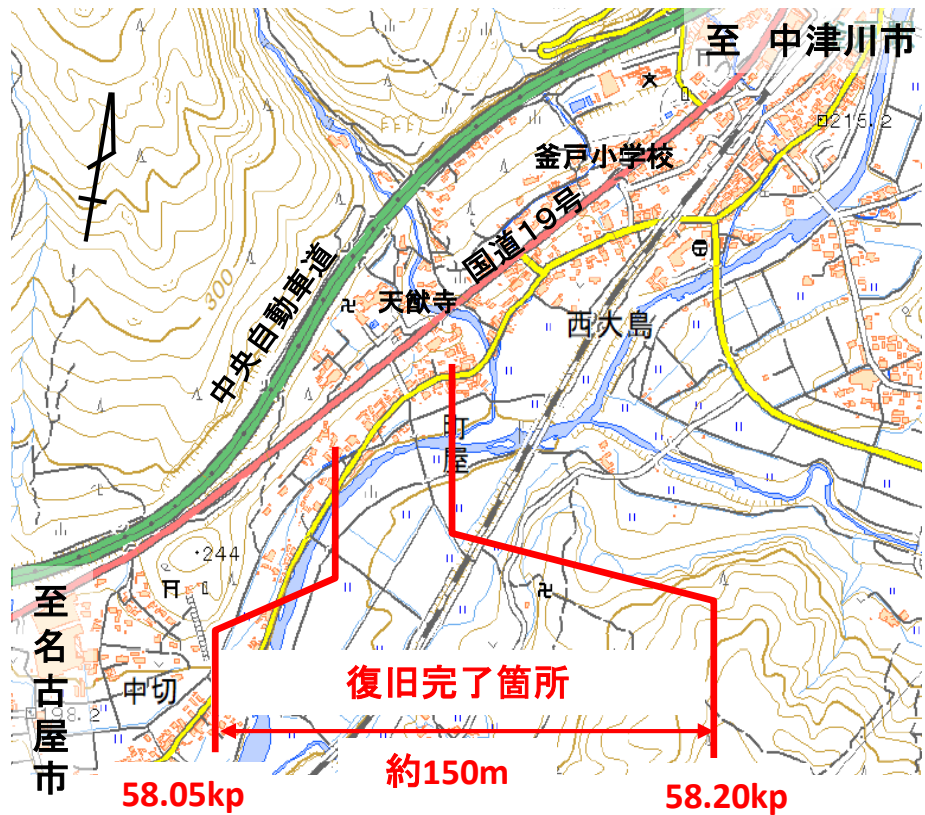 至 中津川市
215.2
釜戸小学校
国道19号
中央自動車道
300
天猷寺
西大島
町屋
244
至名古屋市
中切
198.2
復旧完了箇所
約150m
58.05kp
58.20kp